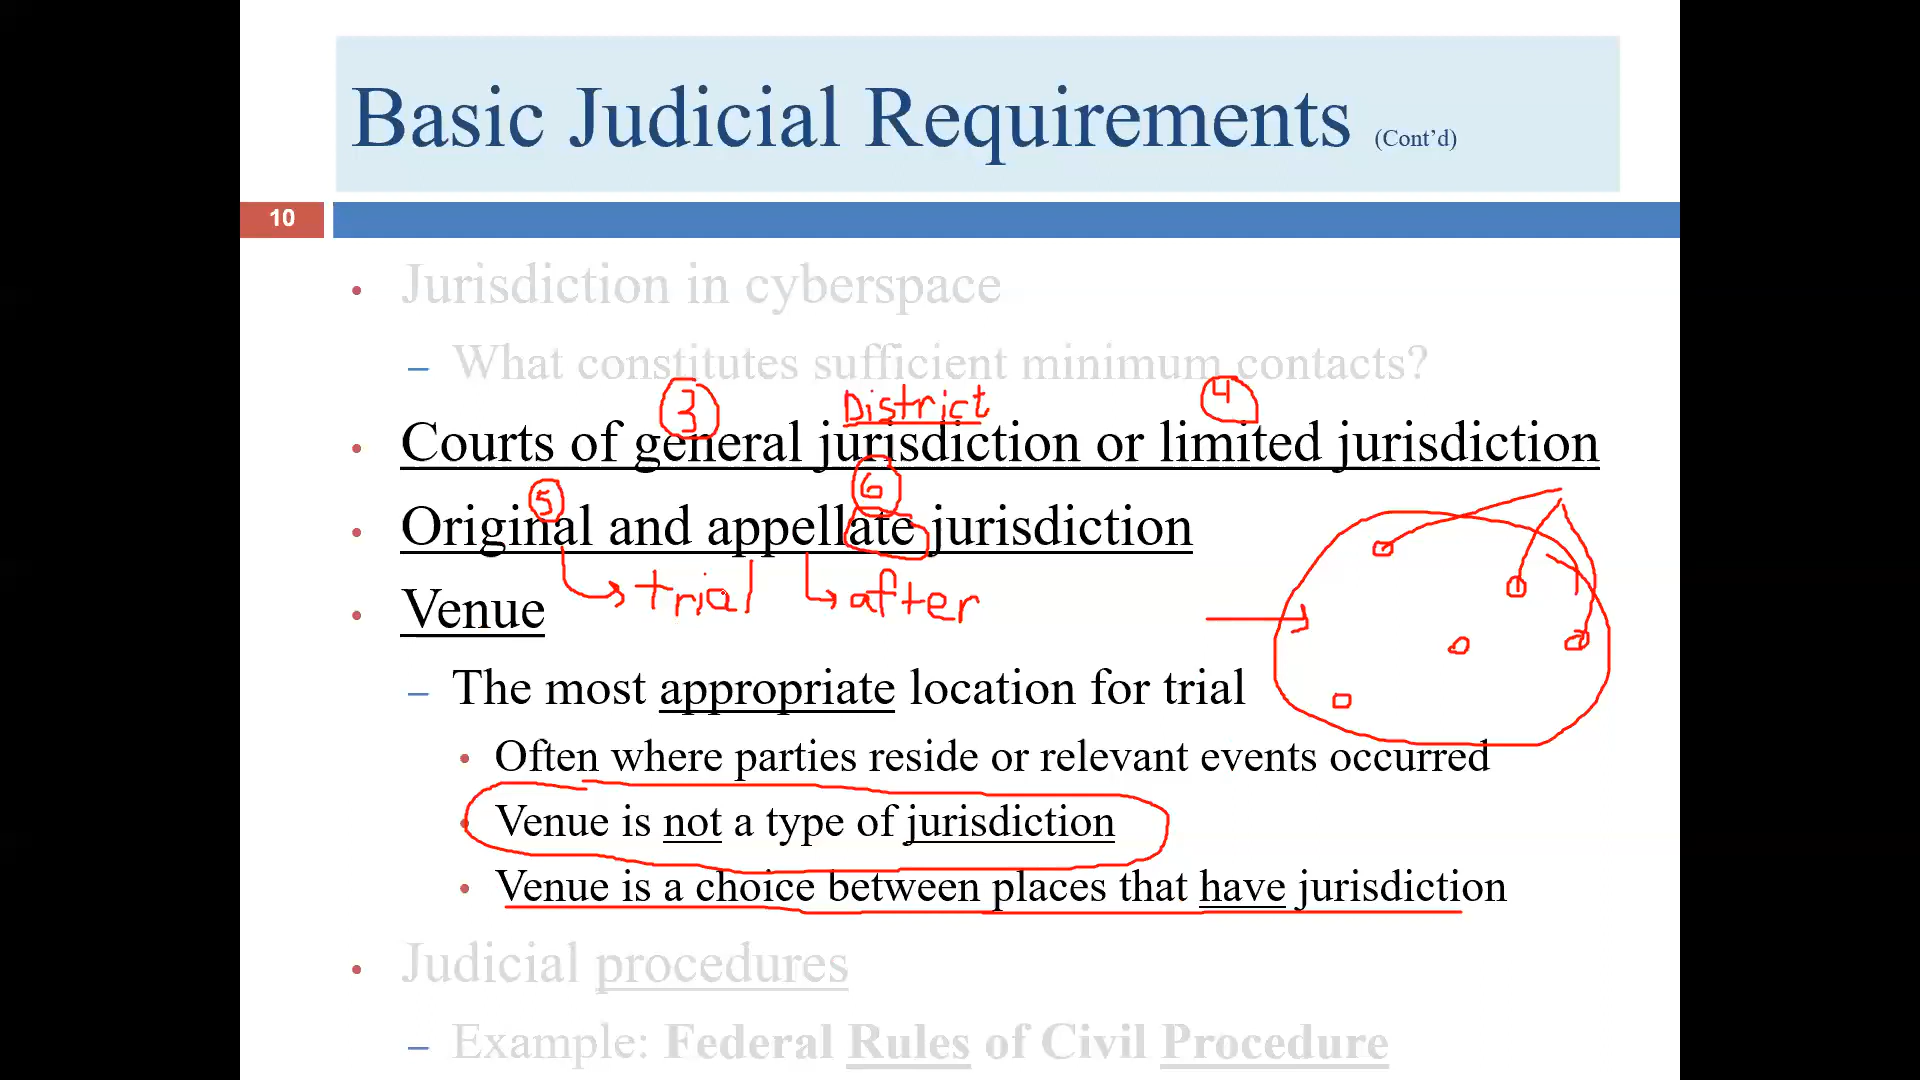 Basic Judicial Requirements (Cont’d)
10
• Jurisdiction in cyberspace
– What constitutes sufficient minimum contacts?
3 District 4
• Courts of general jurisdiction or limited jurisdiction
5 6
• Original and appellate jurisdiction
trial after
• Venue
– The most appropriate location for trial
• Often where parties reside or relevant events occurred
• Venue is not a type of jurisdiction
• Venue is a choice between places that have jurisdiction
• Judicial procedures
– Example: Federal Rules of Civil Procedure